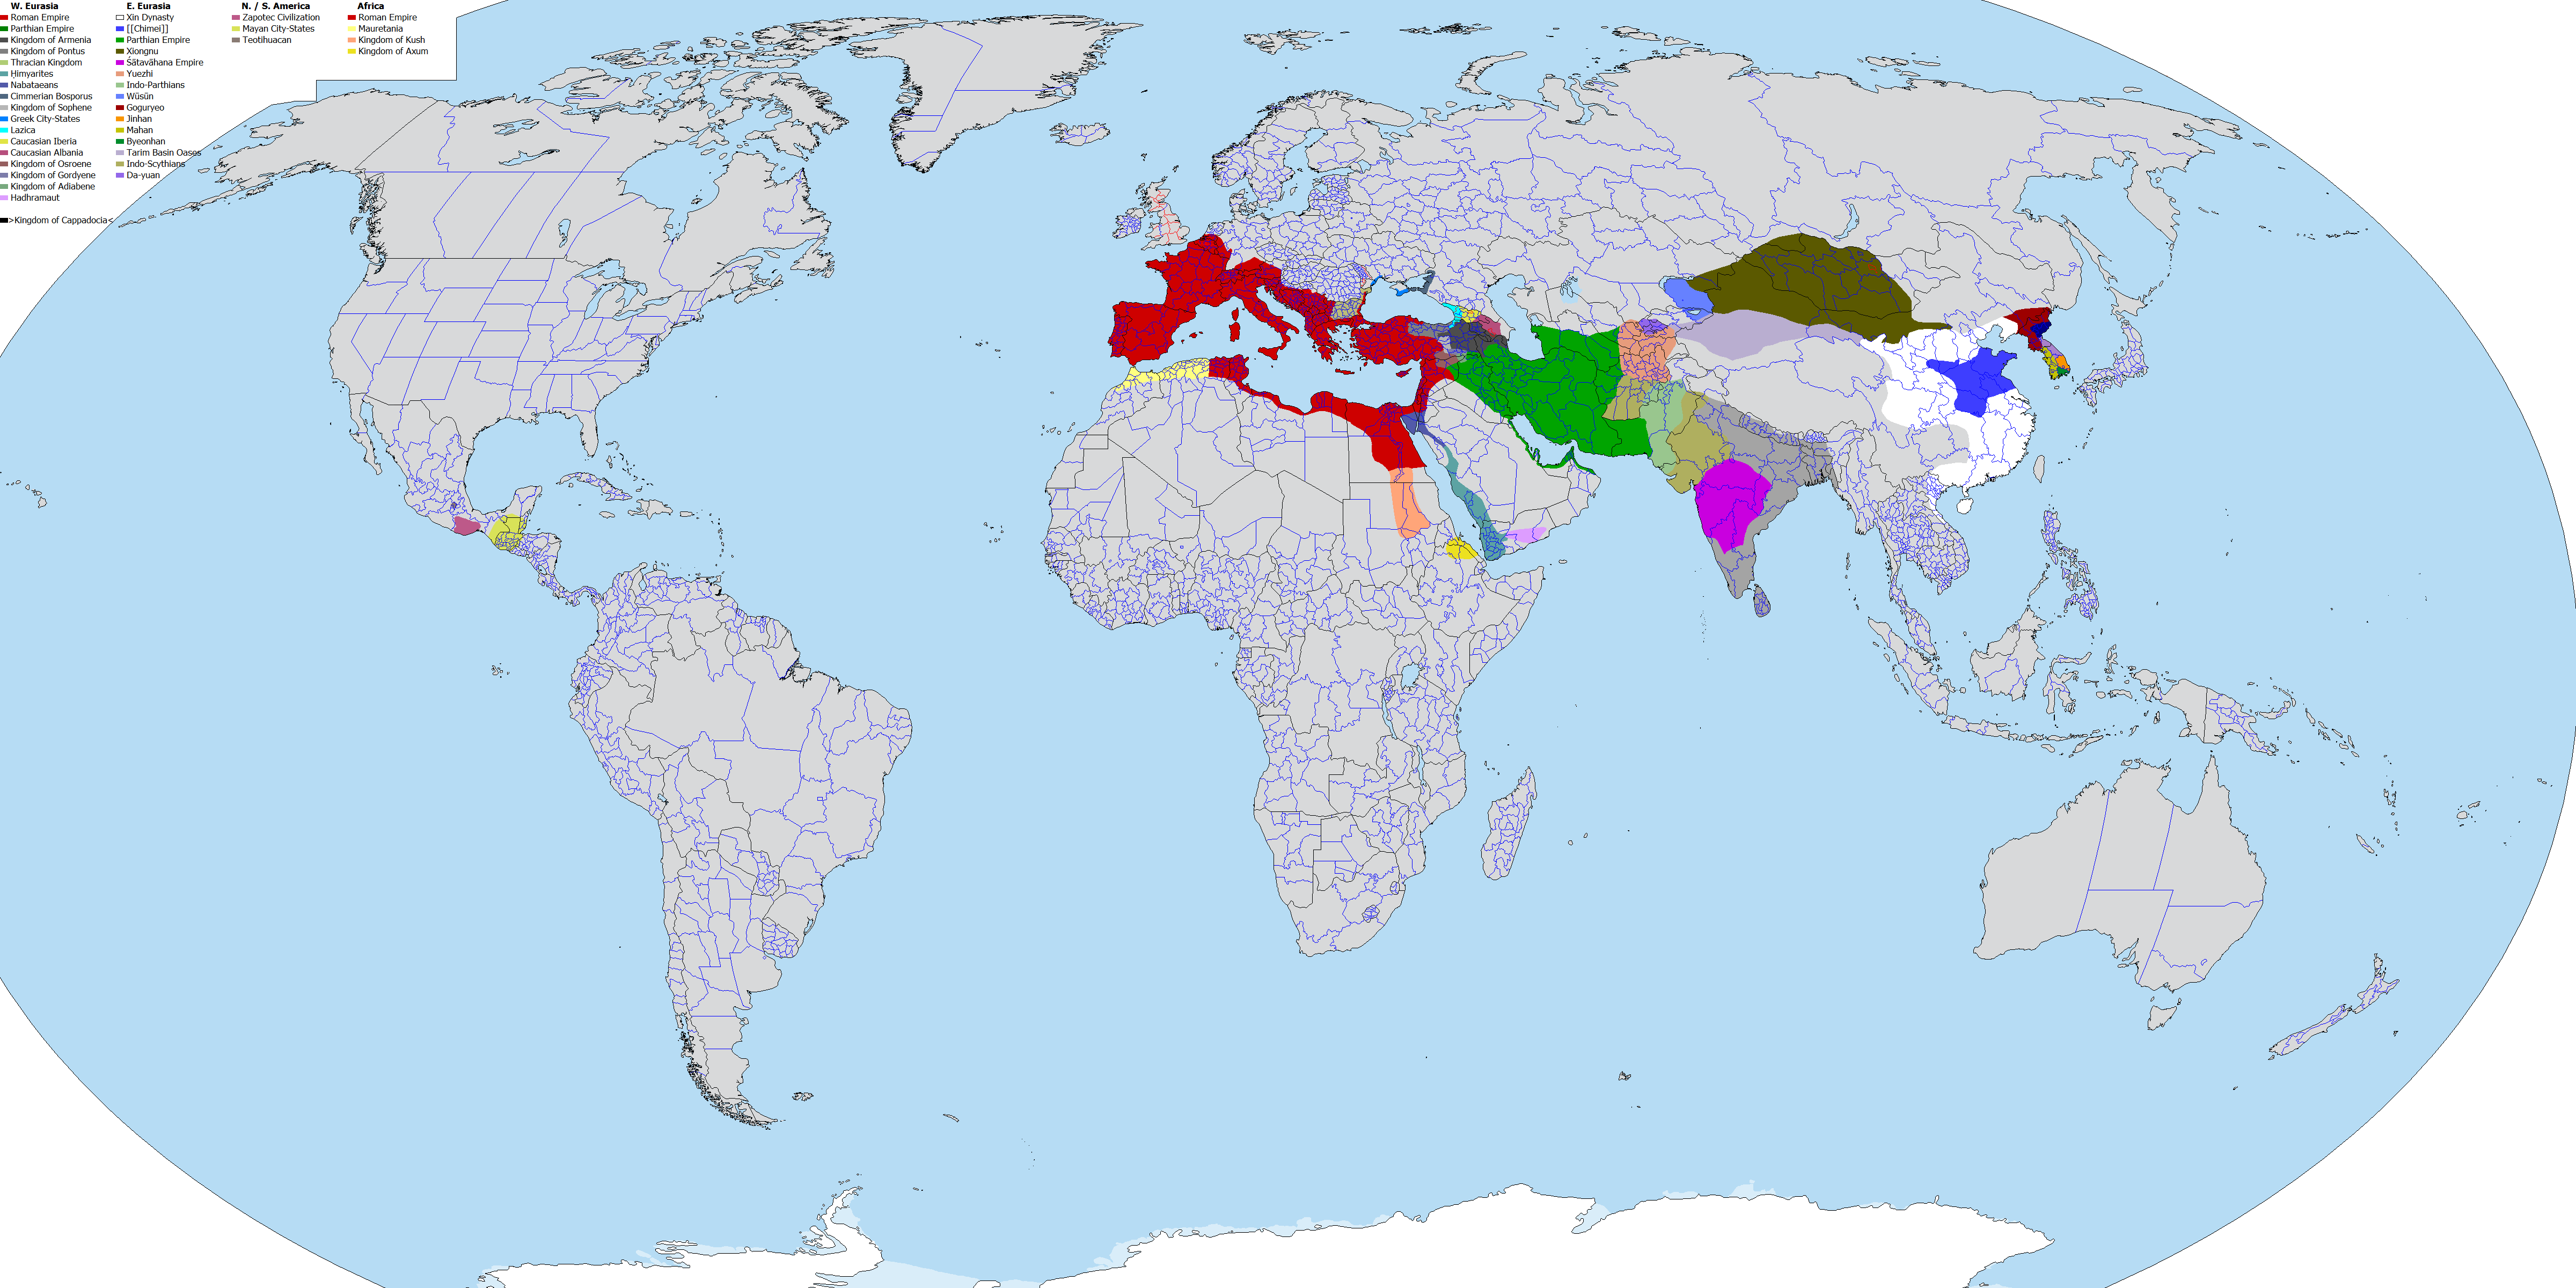 W. Eurasia
Roman Empire
Parthian Empire
Kingdom of Armenia
Kingdom of Pontus
Thracian Kingdom
Ḥimyarites
Nabataeans
Cimmerian Bosporus
Kingdom of Sophene
Greek City-States
Lazica
Caucasian Iberia
Caucasian Albania
Kingdom of Osroene
Kingdom of Gordyene
Kingdom of Adiabene
Hadhramaut
>Kingdom of Cappadocia<
E. Eurasia
Xin Dynasty
[[Chimei]]
Parthian Empire
Xiongnu
Sātavāhana Empire
Yuezhi
Indo-Parthians
Wūsūn
Goguryeo
Jinhan
Mahan
Byeonhan
Tarim Basin Oases
Indo-Scythians
Da-yuan
N. / S. America
Zapotec Civilization
Mayan City-States
Teotihuacan
Africa
Roman Empire
Mauretania
Kingdom of Kush
Kingdom of Axum